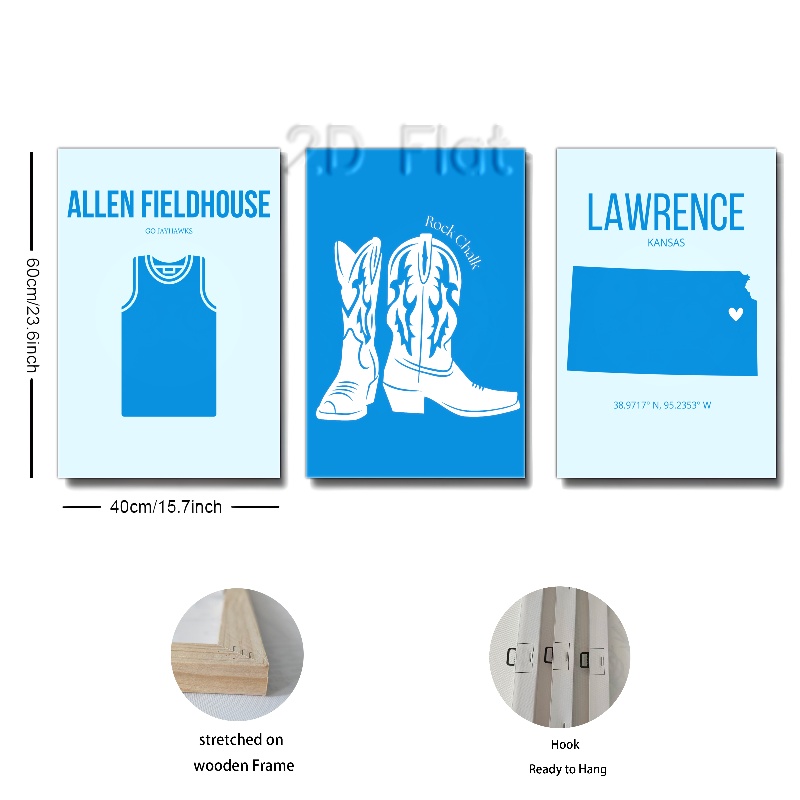 2D Flat
60cm/23.6inch
ALLEN FIELDHOUSE
GO JAYHAWKS
Rock Chalk
LAWRENCE
KANSAS
38.9717° N, 95.2353° W
40cm/15.7inch
stretched on
wooden Frame
Hook
Ready to Hang